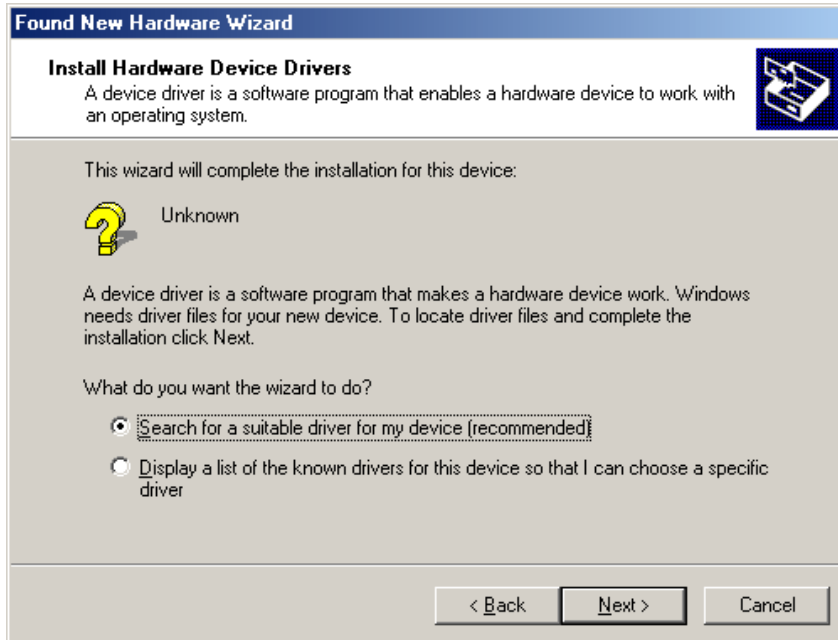 Found New Hardware Wizard
Install Hardware Device Drivers
A device driver is a software program that enables a hardware device to work with
an operating system.
This wizard will complete the installation for this device:
Unknown
A device driver is a software program that makes a hardware device work. Windows
needs driver files for your new device. To locate driver files and complete the
installation click Next.
What do you want the wizard to do?
Search for a suitable driver for my device (recommended)
Display a list of the known drivers for this device so that I can choose a specific
driver
< Back
Next >
Cancel